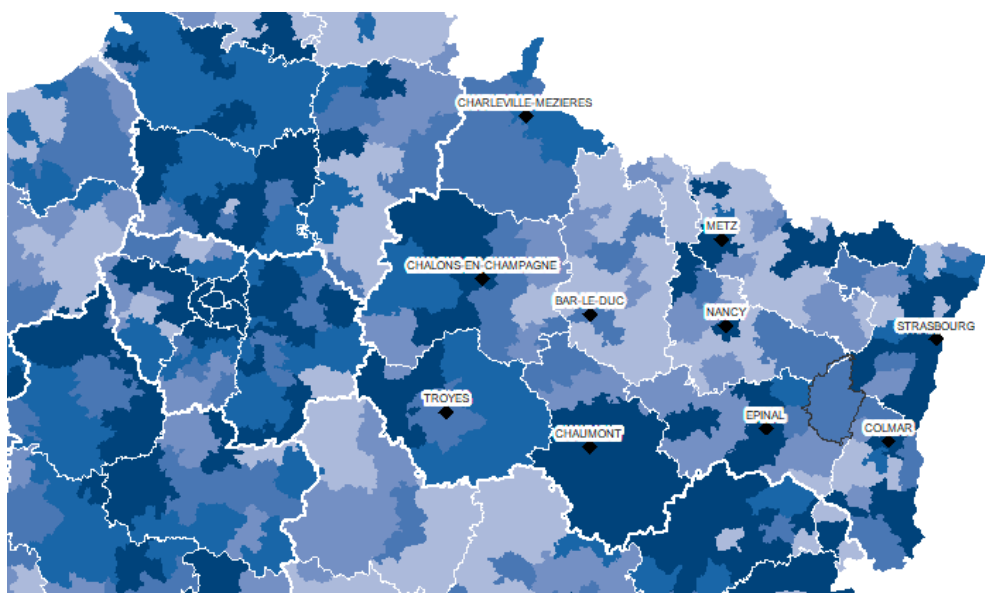 CHARLEVILLE-MEZIERES
METZ
CHALONS-EN-CHAMPAGNE
BAR-LE-DUC
NANCY
STRASBOURG
TROYES
EPINAL
CHAUMONT
COLMAR